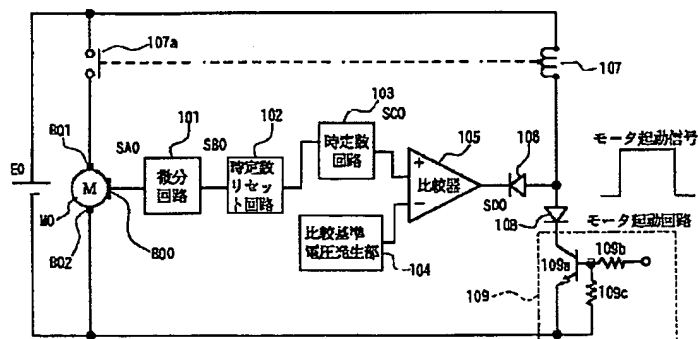 107a
107
103
101
102
SC0
105
B01
SA0
SB0
時定数
回路
106
モータ起動信号
E0
M
微分
回路
時定数
リセッ
ト回路
+
比較器
−
SD0
M0
モータ起動回路
B02
B00
比較基準
電圧発生部
104
108
109
109a
109b
109c